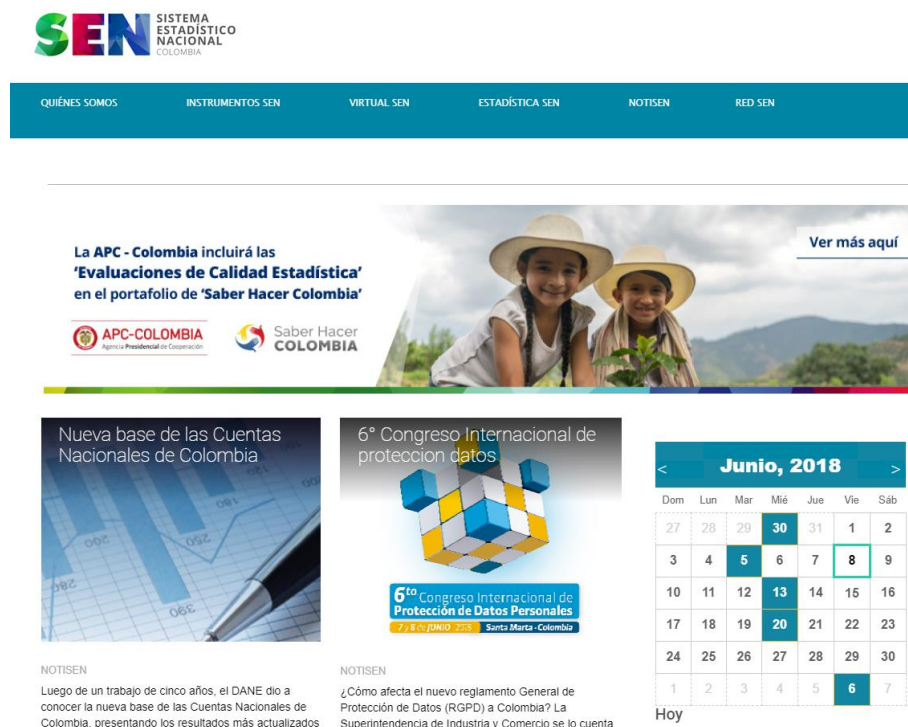 SEN
SISTEMA
ESTADÍSTICO
NACIONAL
COLOMBIA
QUIÉNES SOMOS INSTRUMENTOS SEN VIRTUAL SEN ESTADÍSTICA SEN NOTISEN RED SEN
La APC - Colombia incluirá las
'Evaluaciones de Calidad Estadística'
en el portafolio de 'Saber Hacer Colombia'
APC-COLOMBIA
Agencia Presidencial de Cooperación
Saber Hacer
COLOMBIA
Ver más aquí
Nueva base de las Cuentas
Nacionales de Colombia
NOTISEN
Luego de un trabajo de cinco años, el DANE dio a
conocer la nueva base de las Cuentas Nacionales de
Colombia, presentando los resultados más actualizados
6° Congreso Internacional de
proteccion datos
6to Congreso Internacional de
Protección de Datos Personales
7 y 8 de JUNIO 2018 Santa Marta - Colombia
NOTISEN
¿Cómo afecta el nuevo reglamento General de
Protección de Datos (RGPD) a Colombia? La
Superintendencia de Industria y Comercio se lo cuenta
< Junio, 2018 >
Dom Lun Mar Mié Jue Vie Sáb
27 28 29 30 31 1 2
3 4 5 6 7 8 9
10 11 12 13 14 15 16
17 18 19 20 21 22 23
24 25 26 27 28 29 30
1 2 3 4 5 6 7
Hoy